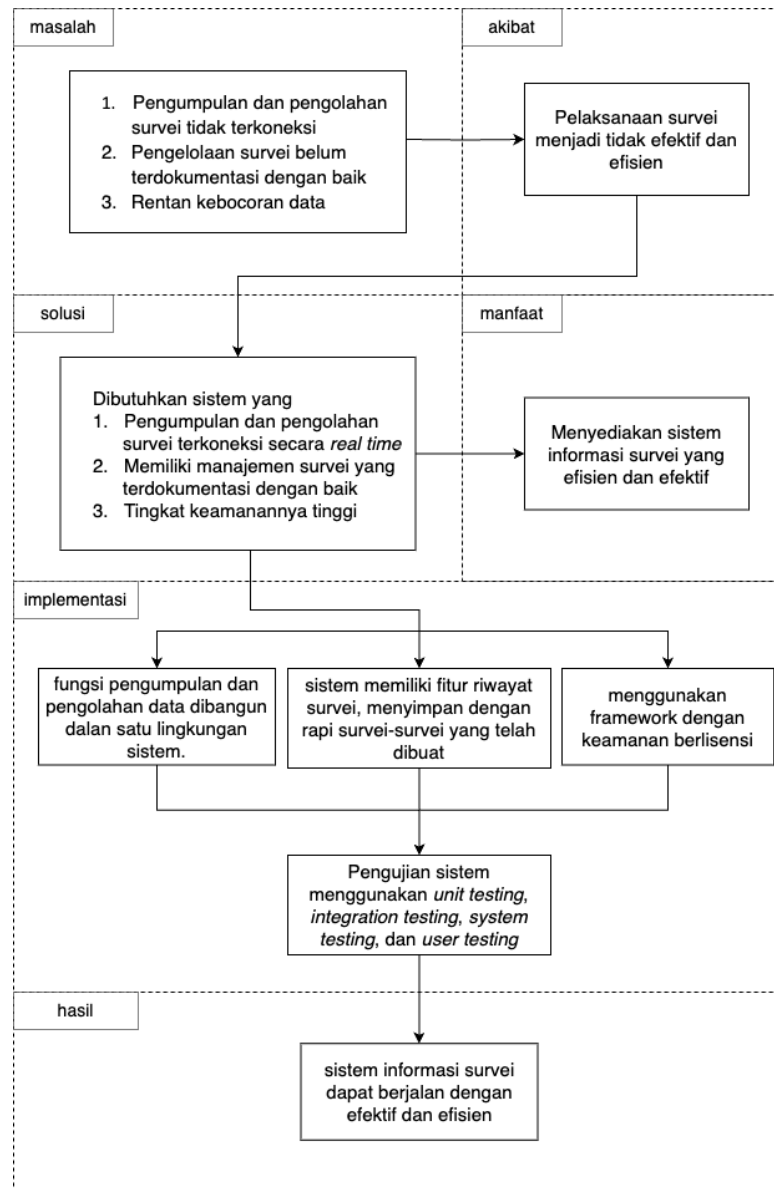 masalah
akibat
1. Pengumpulan dan pengolahan
survei tidak terkoneksi
2. Pengelolaan survei belum
terdokumentasi dengan baik
3. Rentan kebocoran data
Pelaksanaan survei
menjadi tidak efektif dan
efisien
solusi
manfaat
Dibutuhkan sistem yang
1. Pengumpulan dan pengolahan
survei terkoneksi secara real time
2. Memiliki manajemen survei yang
terdokumentasi dengan baik
3. Tingkat keamanannya tinggi
Menyediakan sistem
informasi survei yang
efisien dan efektif
implementasi
fungsi pengumpulan dan
pengolahan data dibangun
dalan satu lingkungan
sistem.
sistem memiliki fitur riwayat
survei, menyimpan dengan
rapi survei-survei yang telah
dibuat
menggunakan
framework dengan
keamanan berlisensi
Pengujian sistem
menggunakan unit testing,
integration testing, system
testing, dan user testing
hasil
sistem informasi survei
dapat berjalan dengan
efektif dan efisien